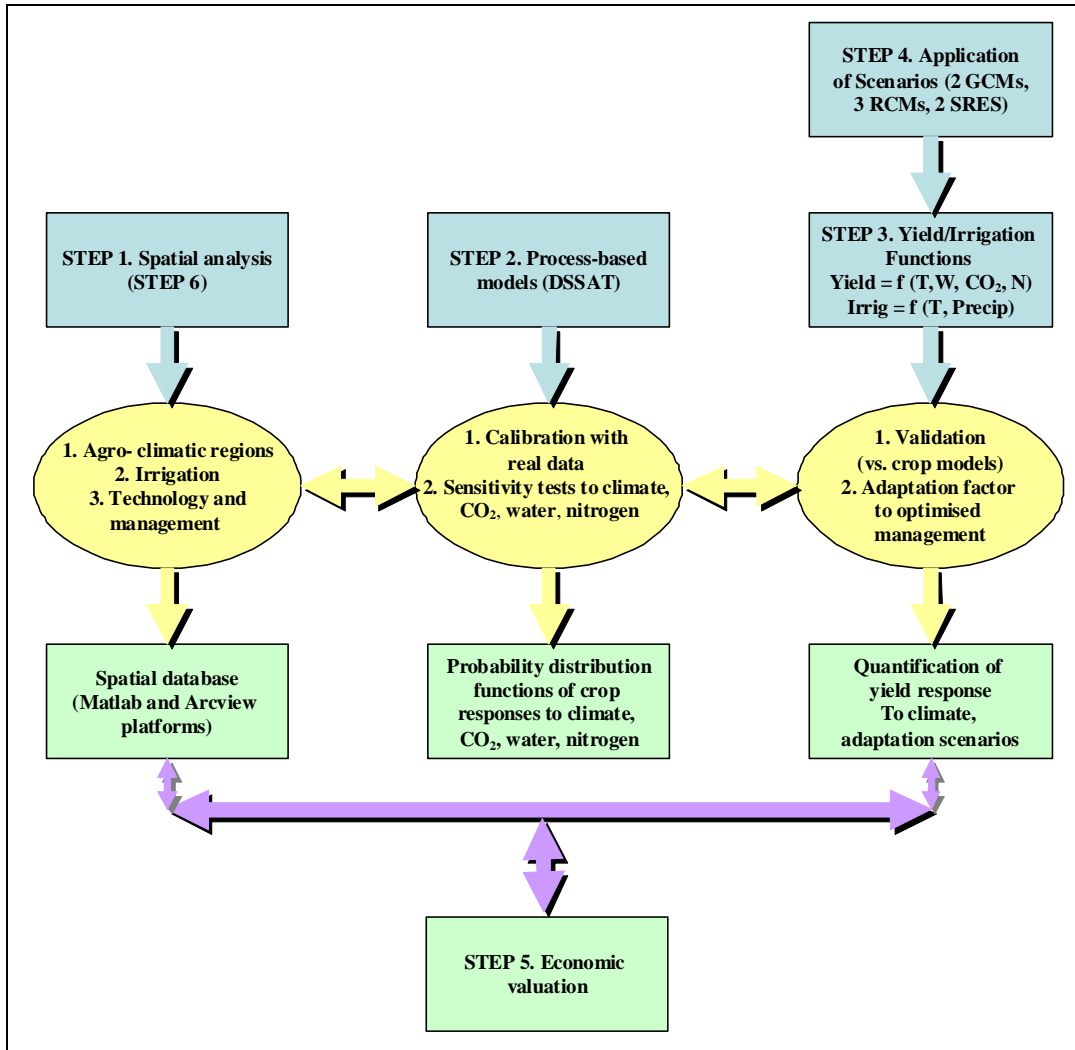 STEP 4. Application
of Scenarios (2 GCMs,
3 RCMs, 2 SRES)
STEP 1. Spatial analysis
(STEP 6)
STEP 2. Process-based
models (DSSAT)
STEP 3. Yield/Irrigation
Functions
Yield = f (T,W, CO₂, N)
Irrig = f (T, Precip)
1. Agro- climatic regions
2. Irrigation
3. Technology and
management
1. Calibration with
real data
2. Sensitivity tests to climate,
CO₂, water, nitrogen
1. Validation
(vs. crop models)
2. Adaptation factor
to optimised
management
Spatial database
(Matlab and Arcview
platforms)
Probability distribution
functions of crop
responses to climate,
CO₂, water, nitrogen
Quantification of
yield response
To climate,
adaptation scenarios
STEP 5. Economic
valuation